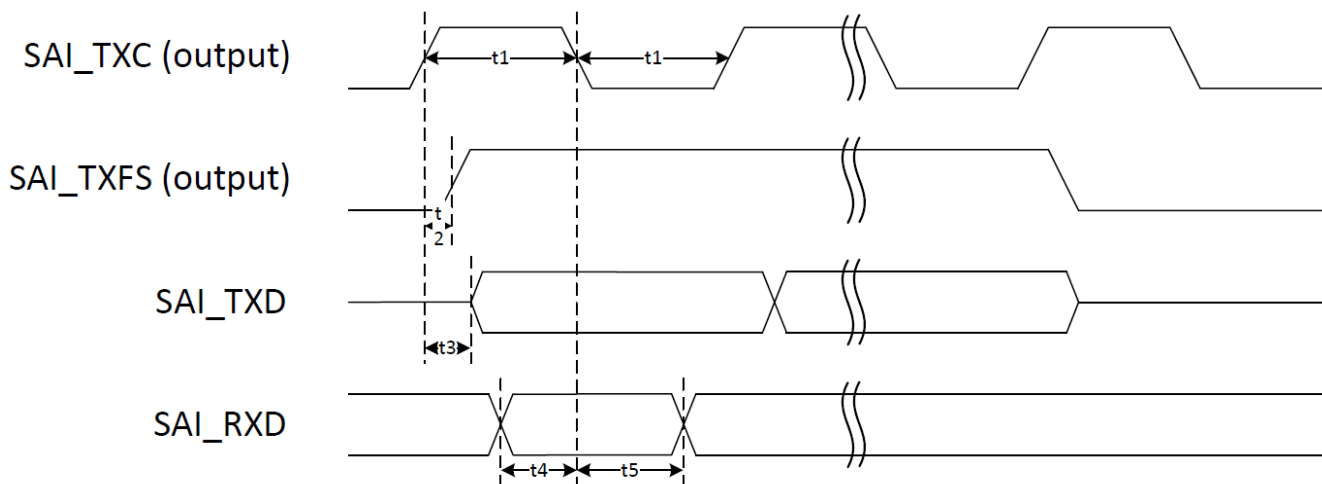 SAI_TXC (output)
t1 t1
SAI_TXFS (output)
t
2
SAI_TXD
t3
SAI_RXD
t4 t5